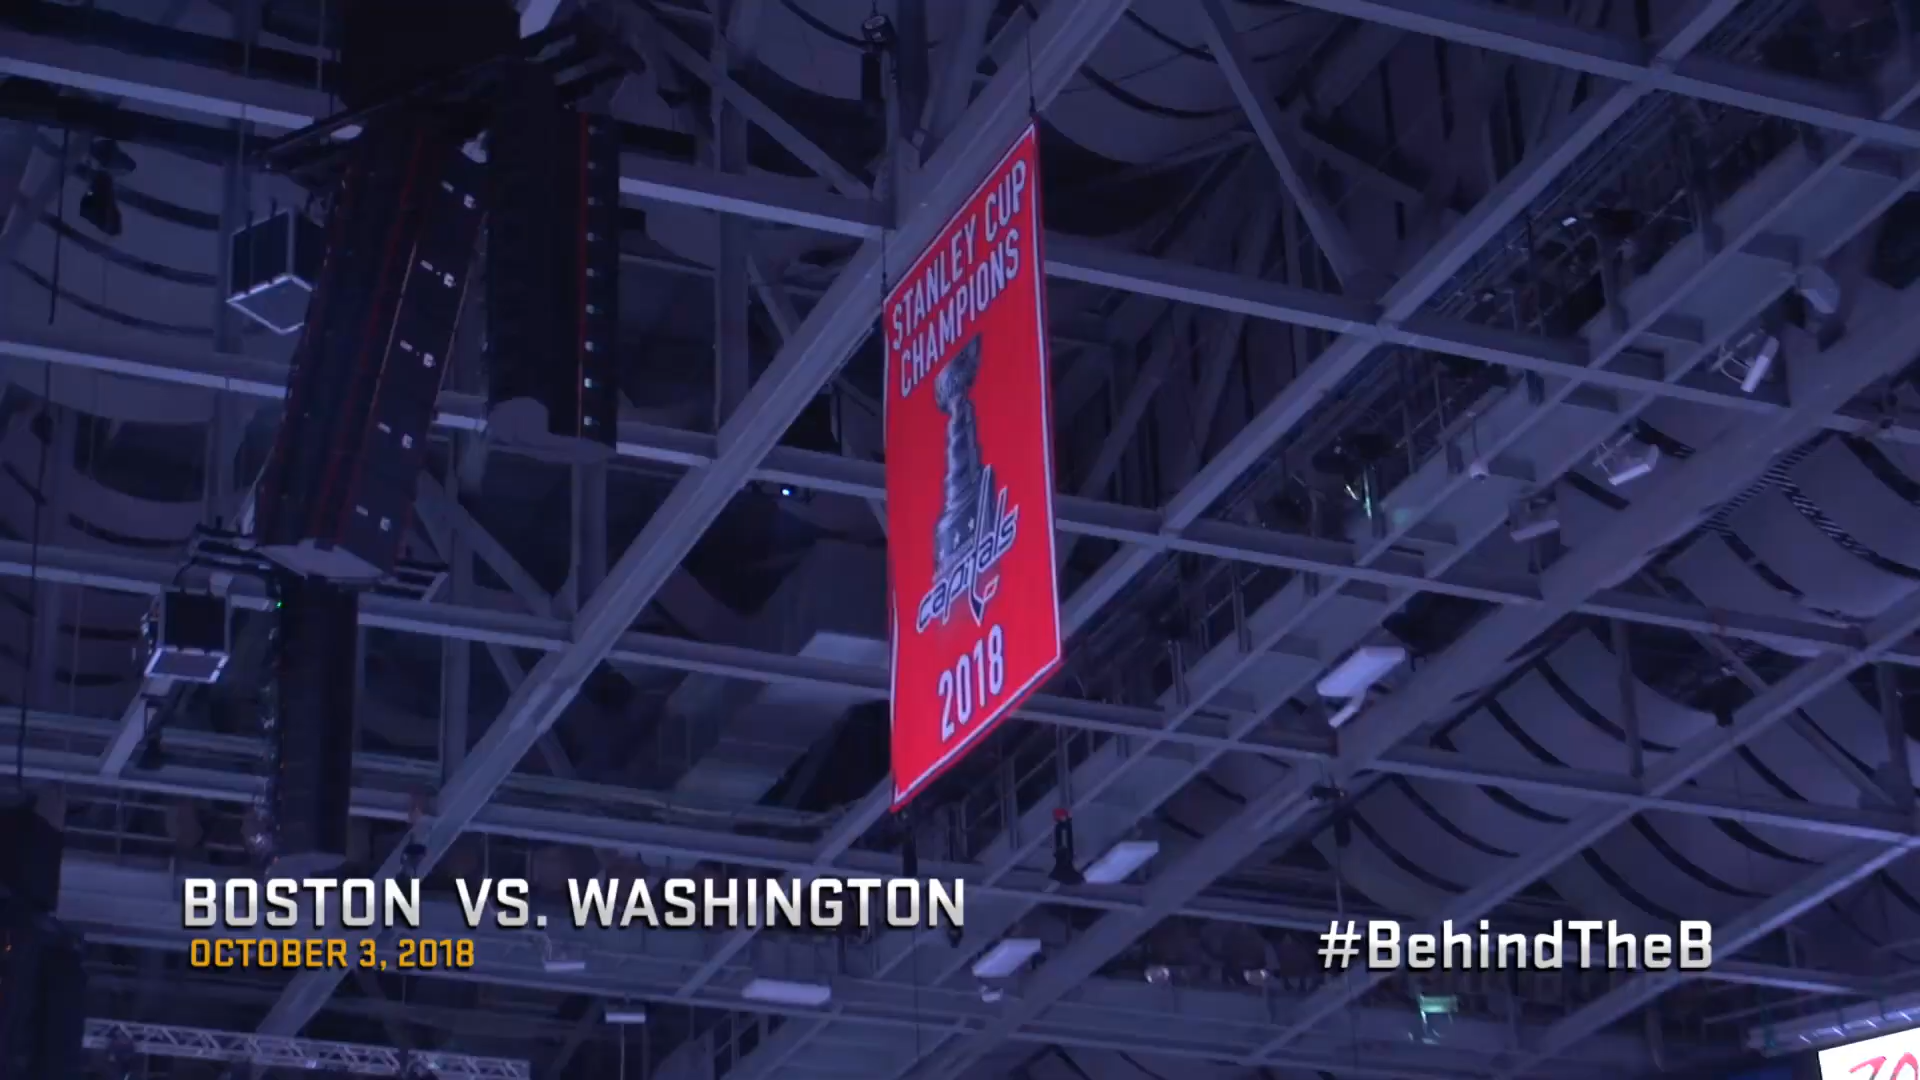 STANLEY CUP
CHAMPIONS
capitals
2018
BOSTON VS. WASHINGTON
OCTOBER 3, 2018
#BehindTheB